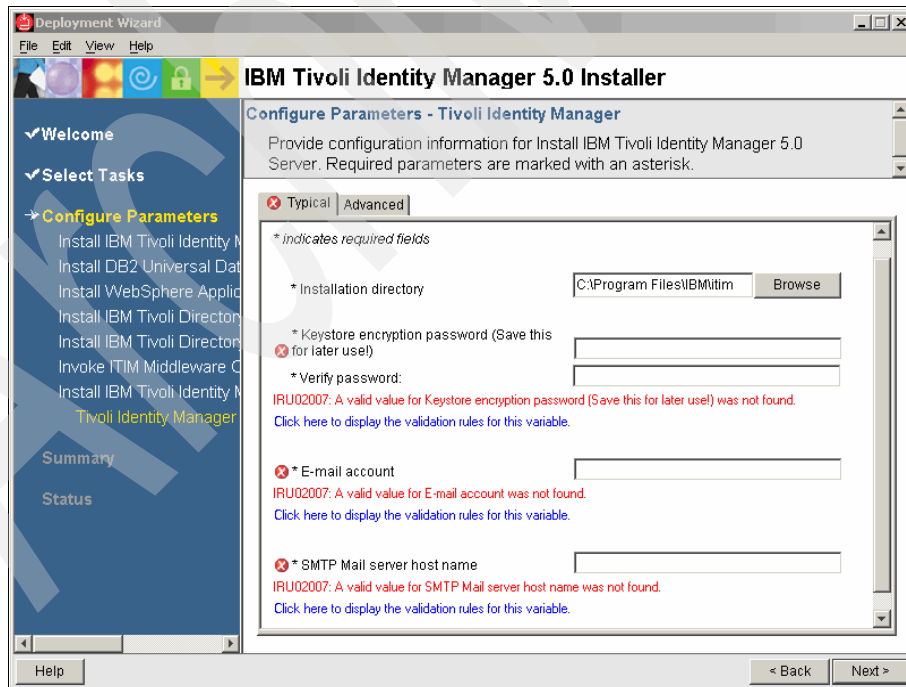 Deployment Wizard
File Edit View Help
IBM Tivoli Identity Manager 5.0 Installer
Welcome
Select Tasks
Configure Parameters
Install IBM Tivoli Identity M
Install DB2 Universal Dat
Install WebSphere Applic
Install IBM Tivoli Director
Install IBM Tivoli Director
Invoke ITIM Middleware C
Install IBM Tivoli Identity M
Tivoli Identity Manager
Summary
Status
Configure Parameters - Tivoli Identity Manager
Provide configuration information for Install IBM Tivoli Identity Manager 5.0
Server. Required parameters are marked with an asterisk.
Typical Advanced
* indicates required fields
* Installation directory C:\Program Files\IBM\itim Browse
* Keystore encryption password (Save this
for later use!)
* Verify password:
IRU02007: A valid value for Keystore encryption password (Save this for later use!) was not found.
Click here to display the validation rules for this variable.
* E-mail account
IRU02007: A valid value for E-mail account was not found.
Click here to display the validation rules for this variable.
* SMTP Mail server host name
IRU02007: A valid value for SMTP Mail server host name was not found.
Click here to display the validation rules for this variable.
Help < Back Next >